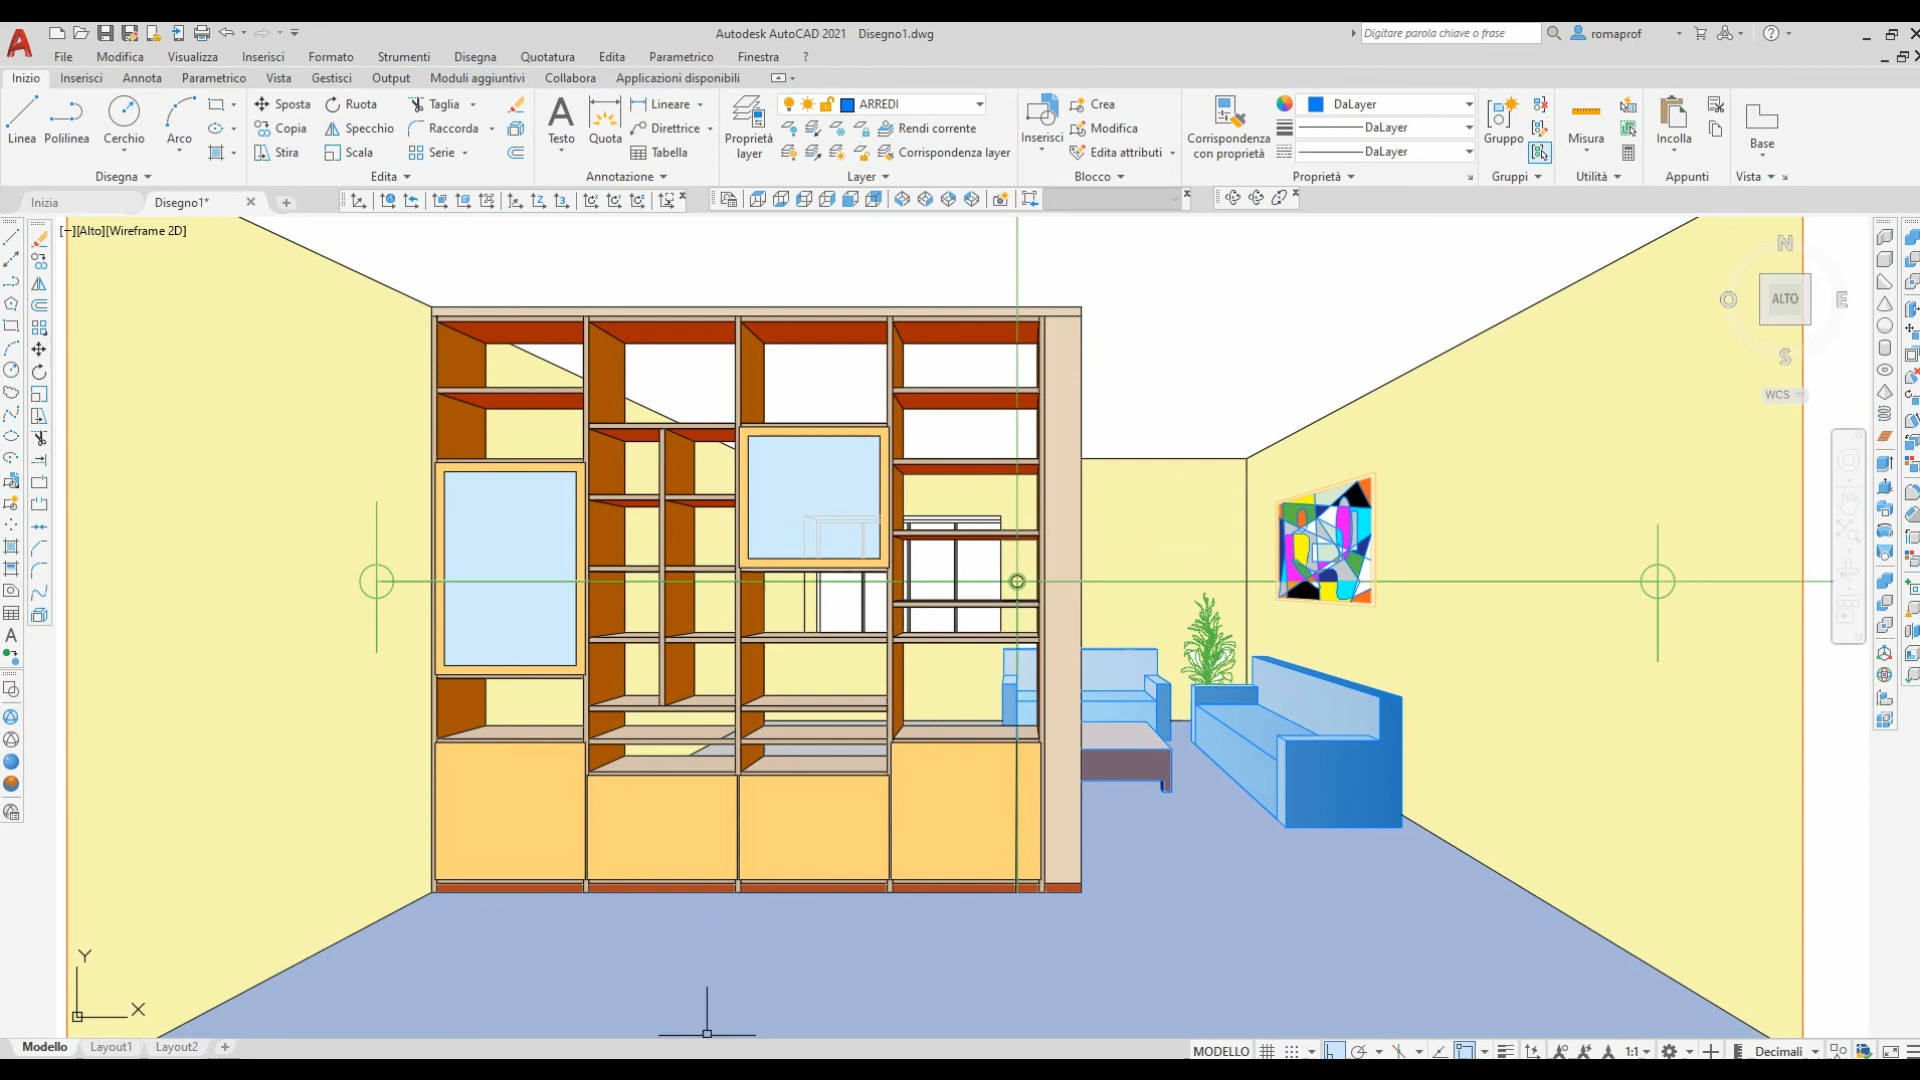 Autodesk AutoCAD 2021 Disegno1.dwg
Digitare parola chiave o frase
romaprof
File Modifica Visualizza Inserisci Formato Strumenti Disegna Quotatura Edita Parametrico Finestra ?
Inizio Inserisci Annota Parametrico Vista Gestisci Output Moduli aggiuntivi Collabora Applicazioni disponibili
Linea Polilinea Cerchio Arco
Sposta Ruota Taglia
Copia Specchio Raccorda
Stira Scala Serie
Testo Quota
Lineare
Direttrice
Tabella
Proprietà layer
ARREDI
Rendi corrente
Corrispondenza layer
Inserisci
Crea
Modifica
Edita attributi
Corrispondenza con proprietà
DaLayer
DaLayer
DaLayer
Gruppo
Misura
Incolla
Base
Disegna Edita Annotazione Layer Blocco Proprietà Gruppi Utilità Appunti Vista
Inizia Disegno1*
[−][Alto][Wireframe 2D]
N
O ALTO E
S
WCS
A
Y
X
Modello Layout1 Layout2 +
MODELLO 1:1 Decimali